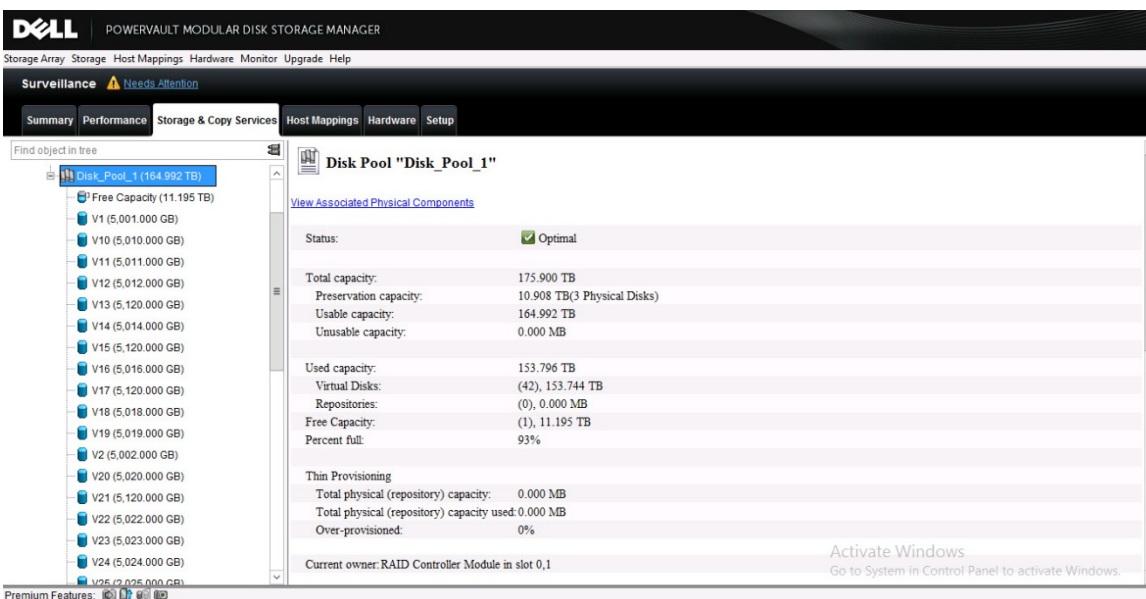 DELL POWERVAULT MODULAR DISK STORAGE MANAGER
Storage Array Storage Host Mappings Hardware Monitor Upgrade Help
Surveillance Needs Attention
Summary Performance Storage & Copy Services Host Mappings Hardware Setup
Find object in tree
Disk_Pool_1 (164.992 TB)
Free Capacity (11.195 TB)
V1 (5,001.000 GB)
V10 (5,010.000 GB)
V11 (5,011.000 GB)
V12 (5,012.000 GB)
V13 (5,120.000 GB)
V14 (5,014.000 GB)
V15 (5,120.000 GB)
V16 (5,016.000 GB)
V17 (5,120.000 GB)
V18 (5,018.000 GB)
V19 (5,019.000 GB)
V2 (5,002.000 GB)
V20 (5,020.000 GB)
V21 (5,120.000 GB)
V22 (5,022.000 GB)
V23 (5,023.000 GB)
V24 (5,024.000 GB)
V25 (2,025.000 GB)
Disk Pool "Disk_Pool_1"
View Associated Physical Components
Status: Optimal
Total capacity: 175.900 TB
Preservation capacity: 10.908 TB(3 Physical Disks)
Usable capacity: 164.992 TB
Unusable capacity: 0.000 MB
Used capacity: 153.796 TB
Virtual Disks: (42), 153.744 TB
Repositories: (0), 0.000 MB
Free Capacity: (1), 11.195 TB
Percent full: 93%
Thin Provisioning
Total physical (repository) capacity: 0.000 MB
Total physical (repository) capacity used: 0.000 MB
Over-provisioned: 0%
Current owner: RAID Controller Module in slot 0,1
Activate Windows
Go to System in Control Panel to activate Windows.
Premium Features: